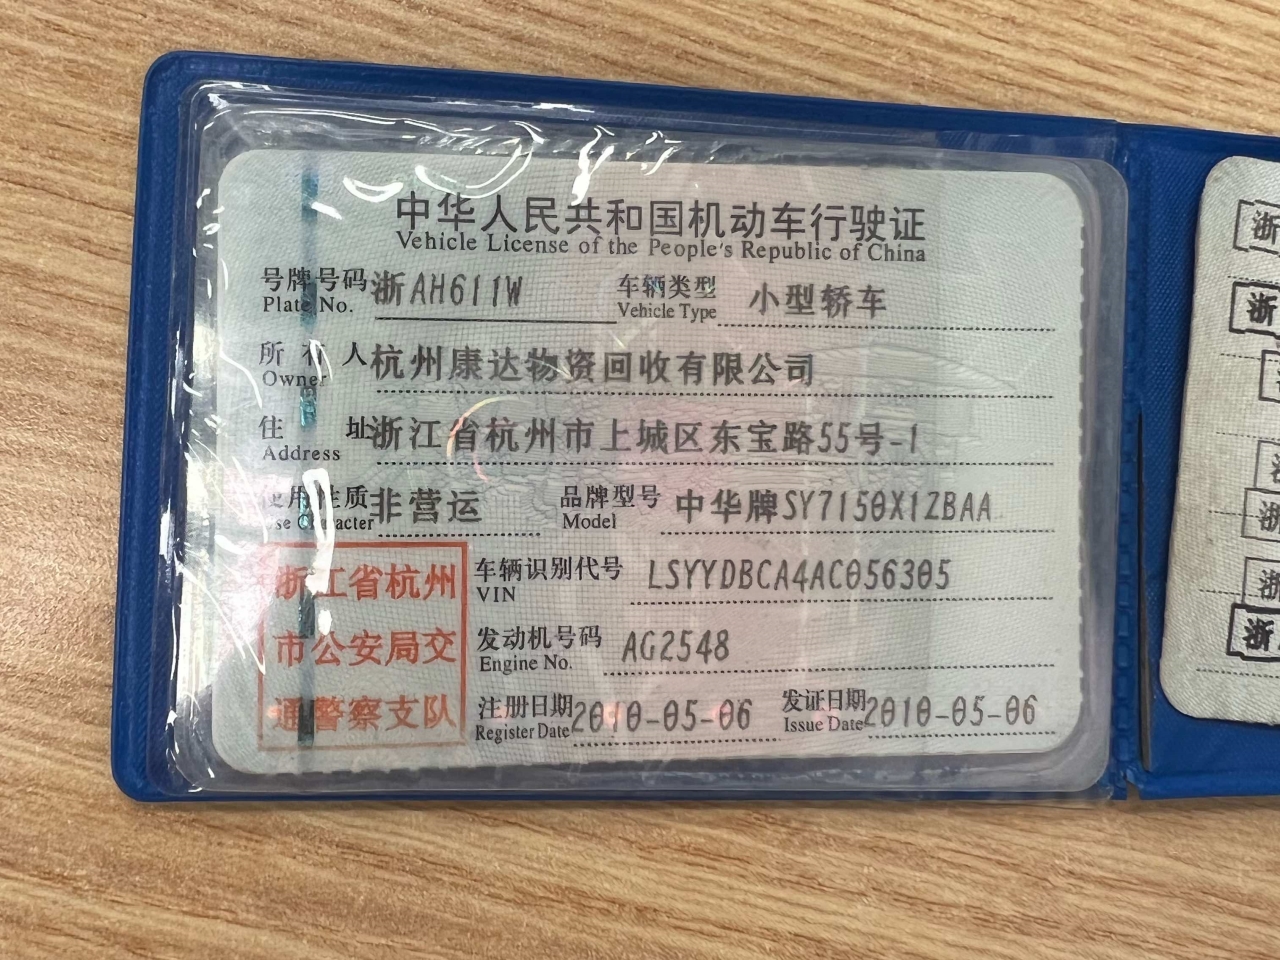 中华人民共和国机动车行驶证
Vehicle License of the People's Republic of China
号牌号码 浙AH611W 车辆类型 小型轿车
Plate No. Vehicle Type
所有人 杭州康达物资回收有限公司
Owner
住址 浙江省杭州市上城区东宝路55号-1
Address
使用性质 非营运 品牌型号 中华牌SY7150X1ZBAA
Use Character Model
浙江省杭州
市公安局交
通警察支队
车辆识别代号 LSYYDBCA4AC056305
VIN
发动机号码 AG2548
Engine No.
注册日期 2010-05-06 发证日期 2010-05-06
Register Date Issue Date
浙
浙
浙
浙
浙